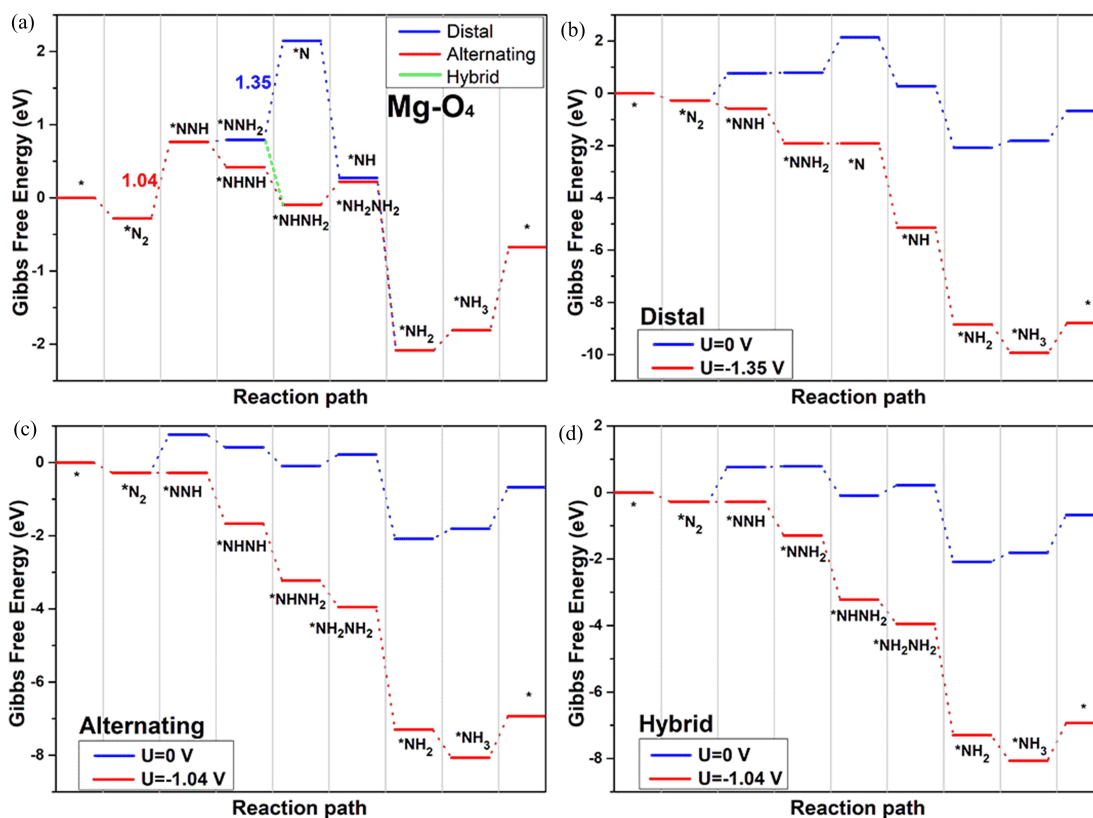 (a)
Gibbs Free Energy (eV)
2
1
0
-1
-2
Distal
Alternating
Hybrid
Mg-O₄
1.35
1.04
*
*N₂
*NNH
*NNH₂
*NHNH
*N
*NHNH₂
*NH
*NH₂NH₂
*NH₂
*NH₃
*
Reaction path
(b)
Gibbs Free Energy (eV)
2
0
-2
-4
-6
-8
-10
*
*N₂
*NNH
*NNH₂
*N
*NH
*NH₂
*NH₃
*
Distal
U=0 V
U=-1.35 V
Reaction path
(c)
Gibbs Free Energy (eV)
0
-2
-4
-6
-8
*
*N₂
*NNH
*NHNH
*NHNH₂
*NH₂NH₂
*NH₂
*NH₃
*
Alternating
U=0 V
U=-1.04 V
Reaction path
(d)
Gibbs Free Energy (eV)
2
0
-2
-4
-6
-8
*
*N₂
*NNH
*NNH₂
*NHNH₂
*NH₂NH₂
*NH₂
*NH₃
*
Hybrid
U=0 V
U=-1.04 V
Reaction path